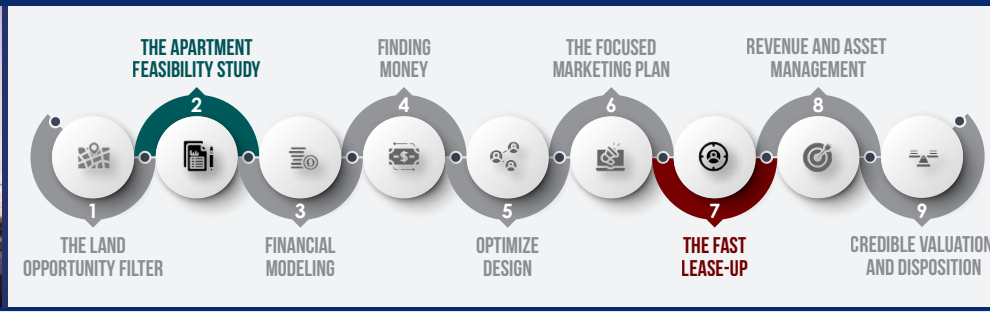 THE APARTMENT
FEASIBILITY STUDY
FINDING
MONEY
THE FOCUSED
MARKETING PLAN
REVENUE AND ASSET
MANAGEMENT
2
4
6
8
1
3
5
7
9
THE LAND
OPPORTUNITY FILTER
FINANCIAL
MODELING
OPTIMIZE
DESIGN
THE FAST
LEASE-UP
CREDIBLE VALUATION
AND DISPOSITION